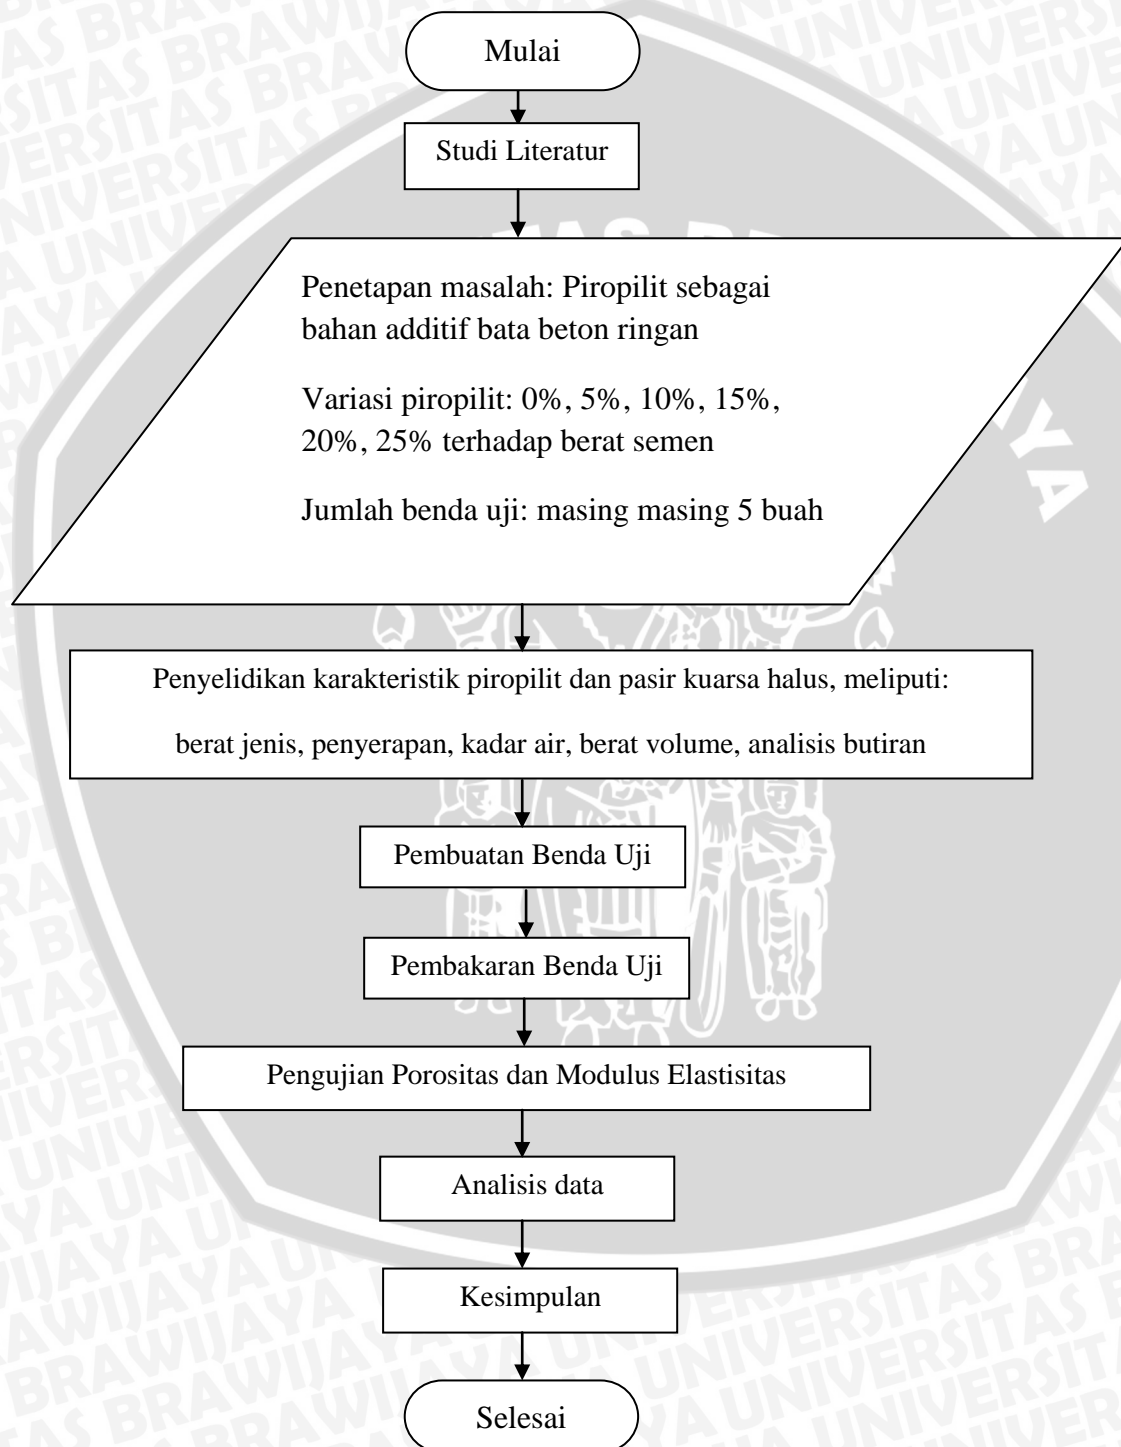 Mulai
Studi Literatur
Penetapan masalah: Piropilit sebagai
bahan additif bata beton ringan
Variasi piropilit: 0%, 5%, 10%, 15%,
20%, 25% terhadap berat semen
Jumlah benda uji: masing masing 5 buah
Penyelidikan karakteristik piropilit dan pasir kuarsa halus, meliputi:
berat jenis, penyerapan, kadar air, berat volume, analisis butiran
Pembuatan Benda Uji
Pembakaran Benda Uji
Pengujian Porositas dan Modulus Elastisitas
Analisis data
Kesimpulan
Selesai